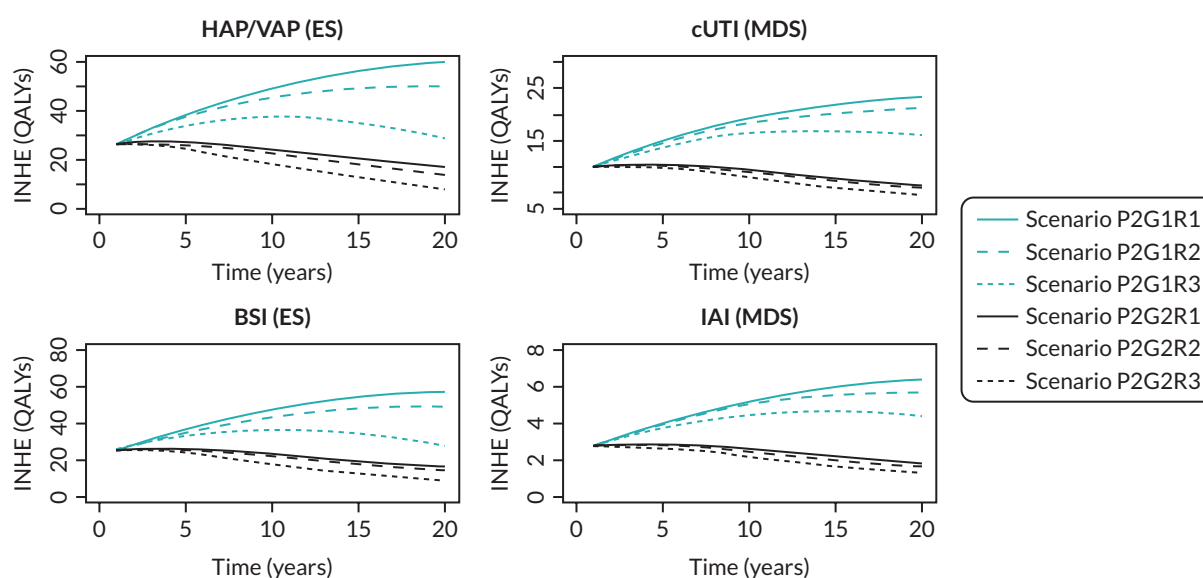 HAP/VAP (ES)
INHE (QALYs)
60
40
20
0
0 5 10 15 20
Time (years)
cUTI (MDS)
INHE (QALYs)
25
15
5
0 5 10 15 20
Time (years)
BSI (ES)
INHE (QALYs)
80
60
40
20
0
0 5 10 15 20
Time (years)
IAI (MDS)
INHE (QALYs)
8
6
4
2
0
0 5 10 15 20
Time (years)
Scenario P2G1R1
Scenario P2G1R2
Scenario P2G1R3
Scenario P2G2R1
Scenario P2G2R2
Scenario P2G2R3